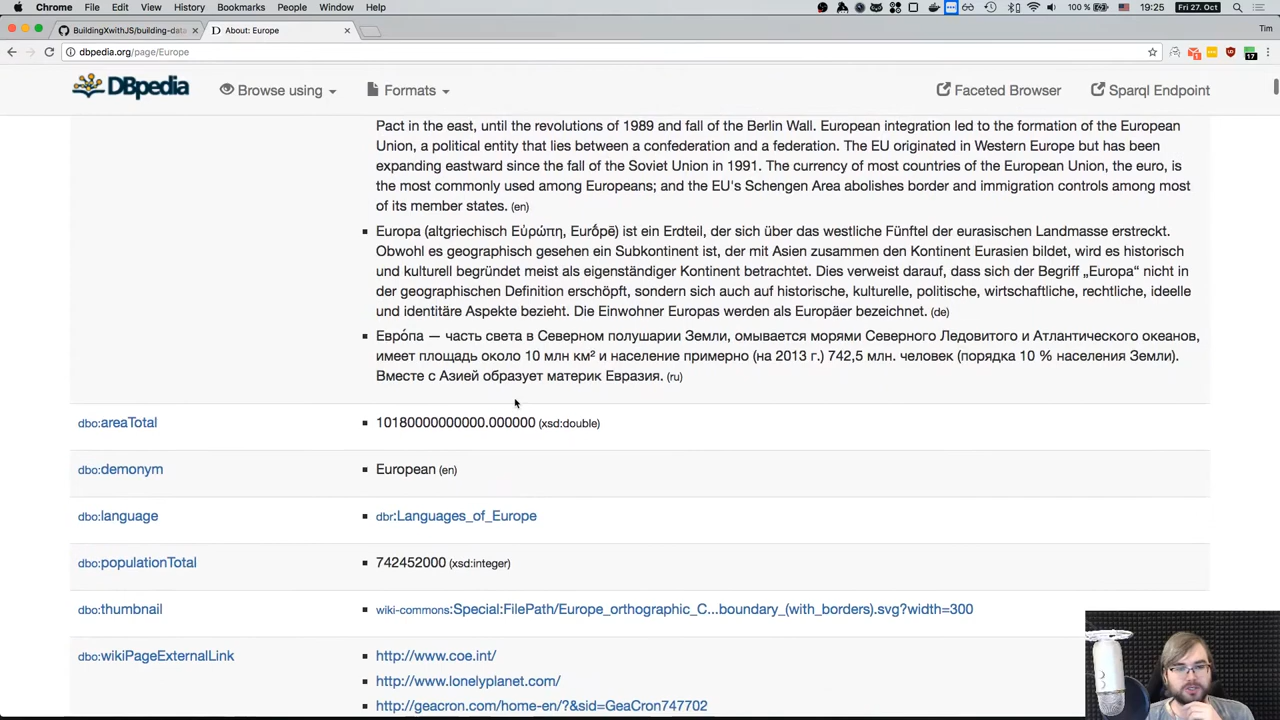 Chrome File Edit View History Bookmarks People Window Help 100 % Fri 27. Oct 19:25
BuildingXwithJS/building-data × D About: Europe × Tim
dbpedia.org/page/Europe 1 17
DBpedia Browse using Formats Faceted Browser Sparql Endpoint
Pact in the east, until the revolutions of 1989 and fall of the Berlin Wall. European integration led to the formation of the European
Union, a political entity that lies between a confederation and a federation. The EU originated in Western Europe but has been
expanding eastward since the fall of the Soviet Union in 1991. The currency of most countries of the European Union, the euro, is
the most commonly used among Europeans; and the EU's Schengen Area abolishes border and immigration controls among most
of its member states. (en)
Europa (altgriechisch Εὐρώπη, Eurṓpē) ist ein Erdteil, der sich über das westliche Fünftel der eurasischen Landmasse erstreckt.
Obwohl es geographisch gesehen ein Subkontinent ist, der mit Asien zusammen den Kontinent Eurasien bildet, wird es historisch
und kulturell begründet meist als eigenständiger Kontinent betrachtet. Dies verweist darauf, dass sich der Begriff „Europa“ nicht in
der geographischen Definition erschöpft, sondern sich auch auf historische, kulturelle, politische, wirtschaftliche, rechtliche, ideelle
und identitäre Aspekte bezieht. Die Einwohner Europas werden als Europäer bezeichnet. (de)
Евро́па — часть света в Северном полушарии Земли, омывается морями Северного Ледовитого и Атлантического океанов,
имеет площадь около 10 млн км² и население примерно (на 2013 г.) 742,5 млн. человек (порядка 10 % населения Земли).
Вместе с Азией образует материк Евразия. (ru)
dbo:areaTotal 10180000000000.000000 (xsd:double)
dbo:demonym European (en)
dbo:language dbr:Languages_of_Europe
dbo:populationTotal 742452000 (xsd:integer)
dbo:thumbnail wiki-commons:Special:FilePath/Europe_orthographic_C...boundary_(with_borders).svg?width=300
dbo:wikiPageExternalLink http://www.coe.int/
http://www.lonelyplanet.com/
http://geacron.com/home-en/?&sid=GeaCron747702